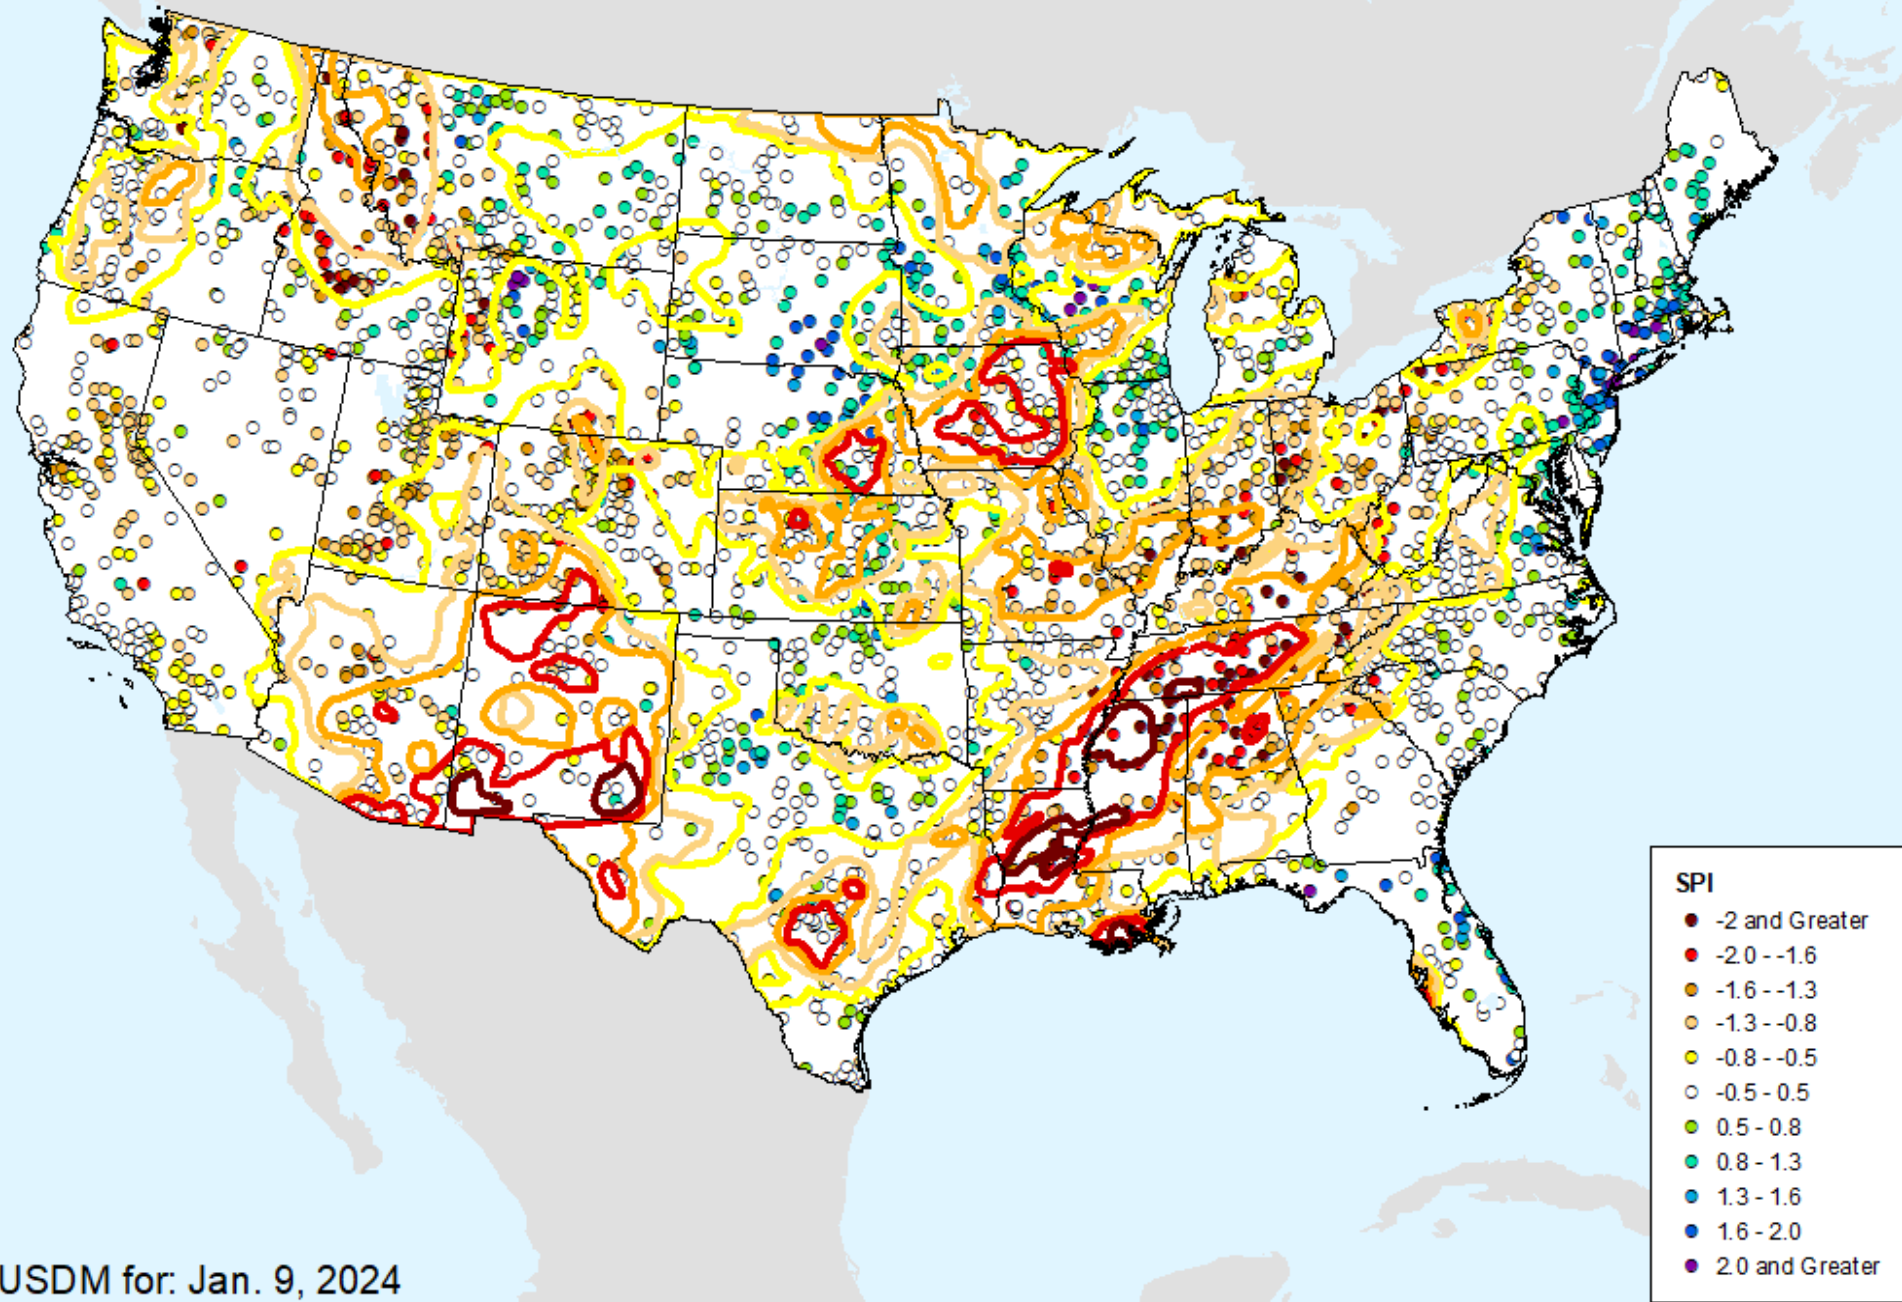 SPI
-2 and Greater
-2.0 - -1.6
-1.6 - -1.3
-1.3 - -0.8
-0.8 - -0.5
-0.5 - 0.5
0.5 - 0.8
0.8 - 1.3
1.3 - 1.6
1.6 - 2.0
2.0 and Greater
USDM for: Jan. 9, 2024